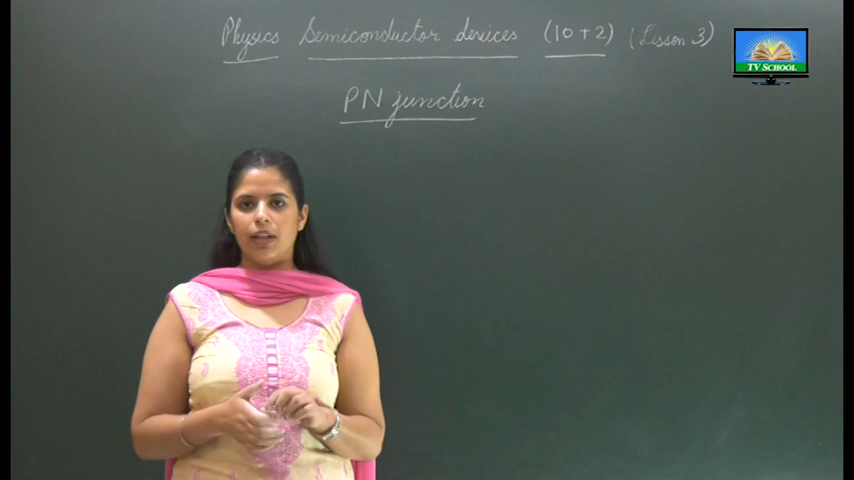 Physics Semiconductor devices (10+2) (Lesson 3)
TV SCHOOL
PN junction